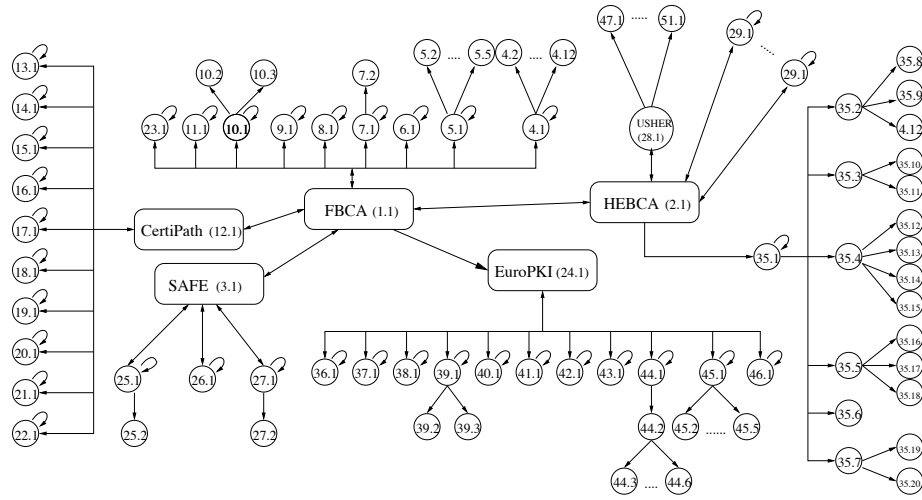 47.1 ..... 51.1
29.1
.....
29.1
5.2 .... 5.5 4.2 .... 4.12
10.2 10.3 7.2
13.1
14.1
15.1
16.1
17.1
18.1
19.1
20.1
21.1
22.1
23.1 11.1 10.1 9.1 8.1 7.1 6.1 5.1 4.1
USHER
(28.1)
FBCA (1.1)
HEBCA (2.1)
CertiPath (12.1)
EuroPKI (24.1)
SAFE (3.1)
25.1 26.1 27.1
25.2 27.2
36.1 37.1 38.1 39.1 40.1 41.1 42.1 43.1 44.1 45.1 46.1
39.2 39.3 44.2 45.2 ...... 45.5
44.3 .... 44.6
35.1
35.2
35.3
35.4
35.5
35.6
35.7
35.8
35.9
4.12
35.10
35.11
35.12
35.13
35.14
35.15
35.16
35.17
35.18
35.19
35.20